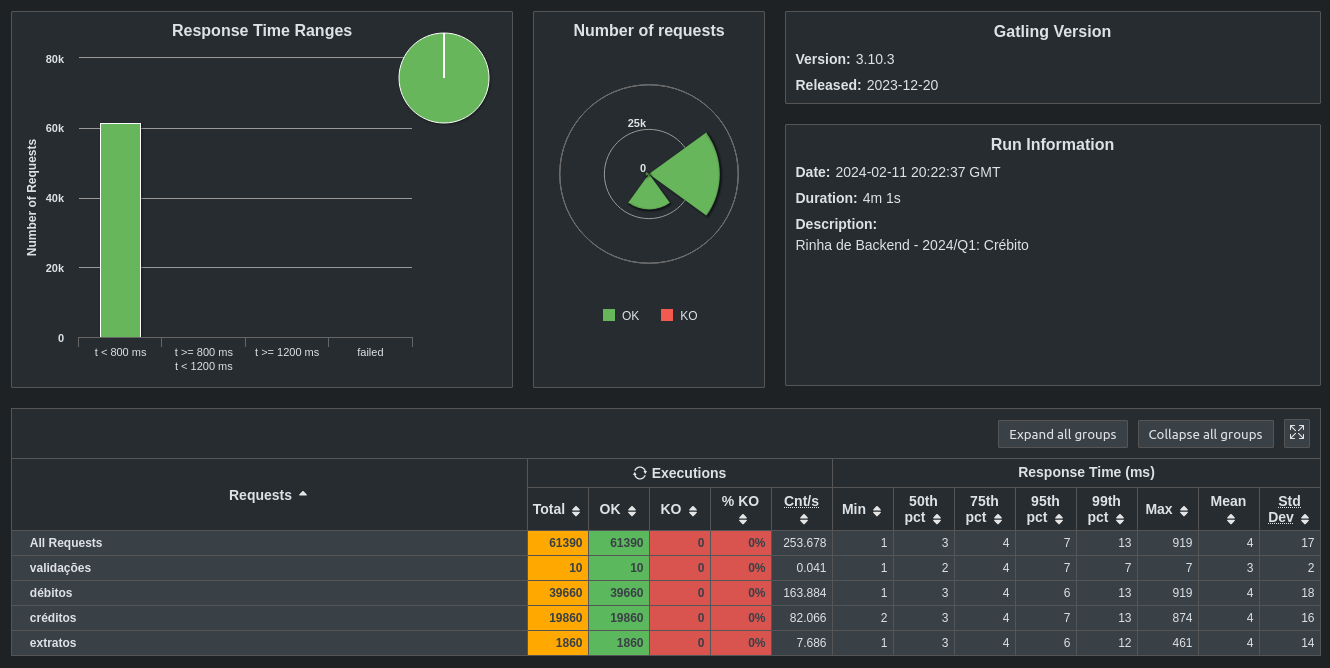 Response Time Ranges
80k
60k
40k
20k
0
Number of Requests
t < 800 ms
t >= 800 ms
t < 1200 ms
t >= 1200 ms
failed
Number of requests
25k
0
OK
KO
Gatling Version
Version: 3.10.3
Released: 2023-12-20
Run Information
Date: 2024-02-11 20:22:37 GMT
Duration: 4m 1s
Description:
Rinha de Backend - 2024/Q1: Crébito
Expand all groups Collapse all groups
Requests Executions Response Time (ms)
Total OK KO % KO Cnt/s Min 50th pct 75th pct 95th pct 99th pct Max Mean Std Dev
All Requests 61390 61390 0 0% 253.678 1 3 4 7 13 919 4 17
validações 10 10 0 0% 0.041 1 2 4 7 7 7 3 2
débitos 39660 39660 0 0% 163.884 1 3 4 6 13 919 4 18
créditos 19860 19860 0 0% 82.066 2 3 4 7 13 874 4 16
extratos 1860 1860 0 0% 7.686 1 3 4 6 12 461 4 14